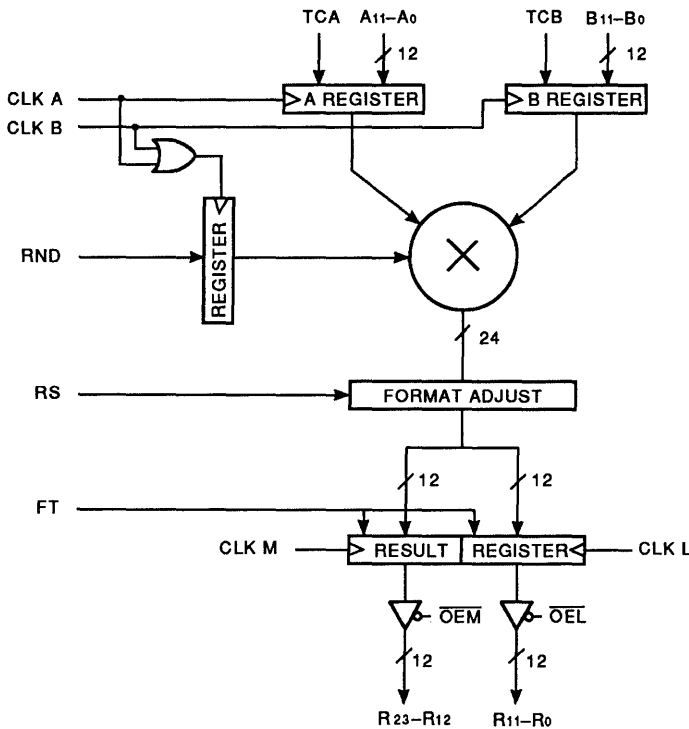 TCA A11–A0 TCB B11–B0
12 12
CLK A A REGISTER B REGISTER
CLK B
REGISTER
RND
24
RS FORMAT ADJUST
12 12
FT
CLK M RESULT REGISTER CLK L
OEM OEL
12 12
R23–R12 R11–R0